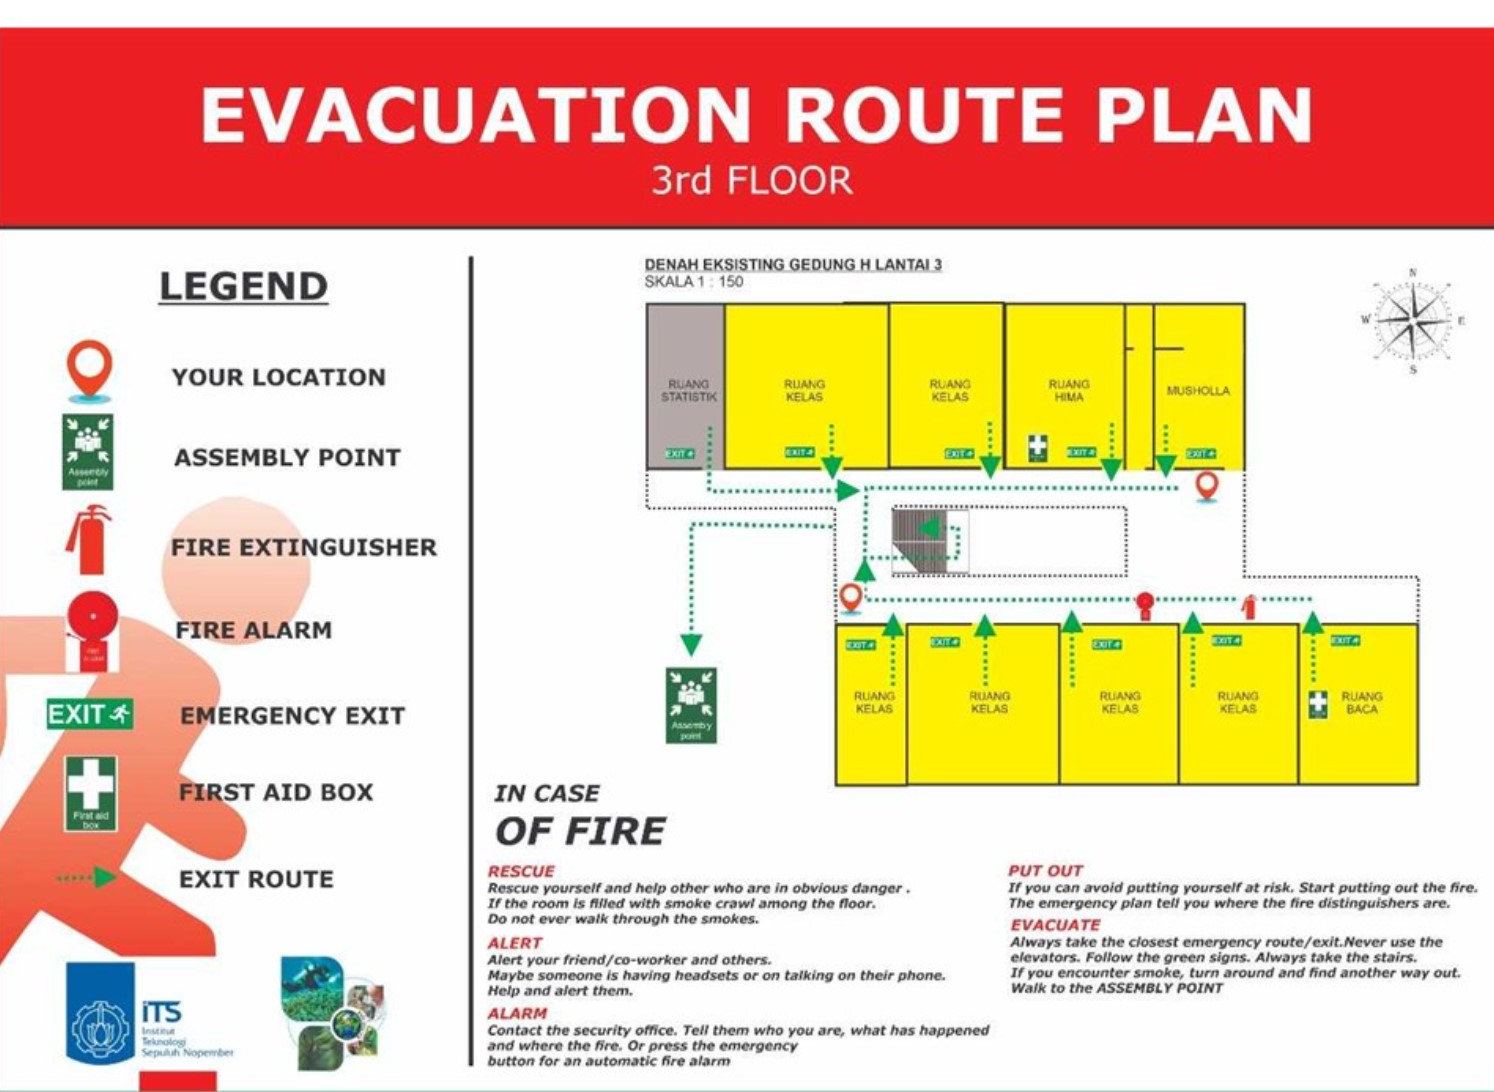 EVACUATION ROUTE PLAN
3rd FLOOR
LEGEND
YOUR LOCATION
Assembly
point
ASSEMBLY POINT
FIRE EXTINGUISHER
FIRE ALARM
EXIT
EMERGENCY EXIT
First aid
box
FIRST AID BOX
EXIT ROUTE
iTS
Institut
Teknologi
Sepuluh Nopember
DENAH EKSISTING GEDUNG H LANTAI 3
SKALA 1 : 150
N
W
E
S
RUANG
STATISTIK
RUANG
KELAS
RUANG
KELAS
RUANG
HIMA
MUSHOLLA
EXIT
EXIT
EXIT
EXIT
EXIT
EXIT
EXIT
EXIT
EXIT
EXIT
RUANG
KELAS
RUANG
KELAS
RUANG
KELAS
RUANG
KELAS
RUANG
BACA
Assembly
point
IN CASE
OF FIRE
RESCUE
Rescue yourself and help other who are in obvious danger .
If the room is filled with smoke crawl among the floor.
Do not ever walk through the smokes.
ALERT
Alert your friend/co-worker and others.
Maybe someone is having headsets or on talking on their phone.
Help and alert them.
ALARM
Contact the security office. Tell them who you are, what has happened
and where the fire. Or press the emergency
button for an automatic fire alarm
PUT OUT
If you can avoid putting yourself at risk. Start putting out the fire.
The emergency plan tell you where the fire distinguishers are.
EVACUATE
Always take the closest emergency route/exit.Never use the
elevators. Follow the green signs. Always take the stairs.
If you encounter smoke, turn around and find another way out.
Walk to the ASSEMBLY POINT